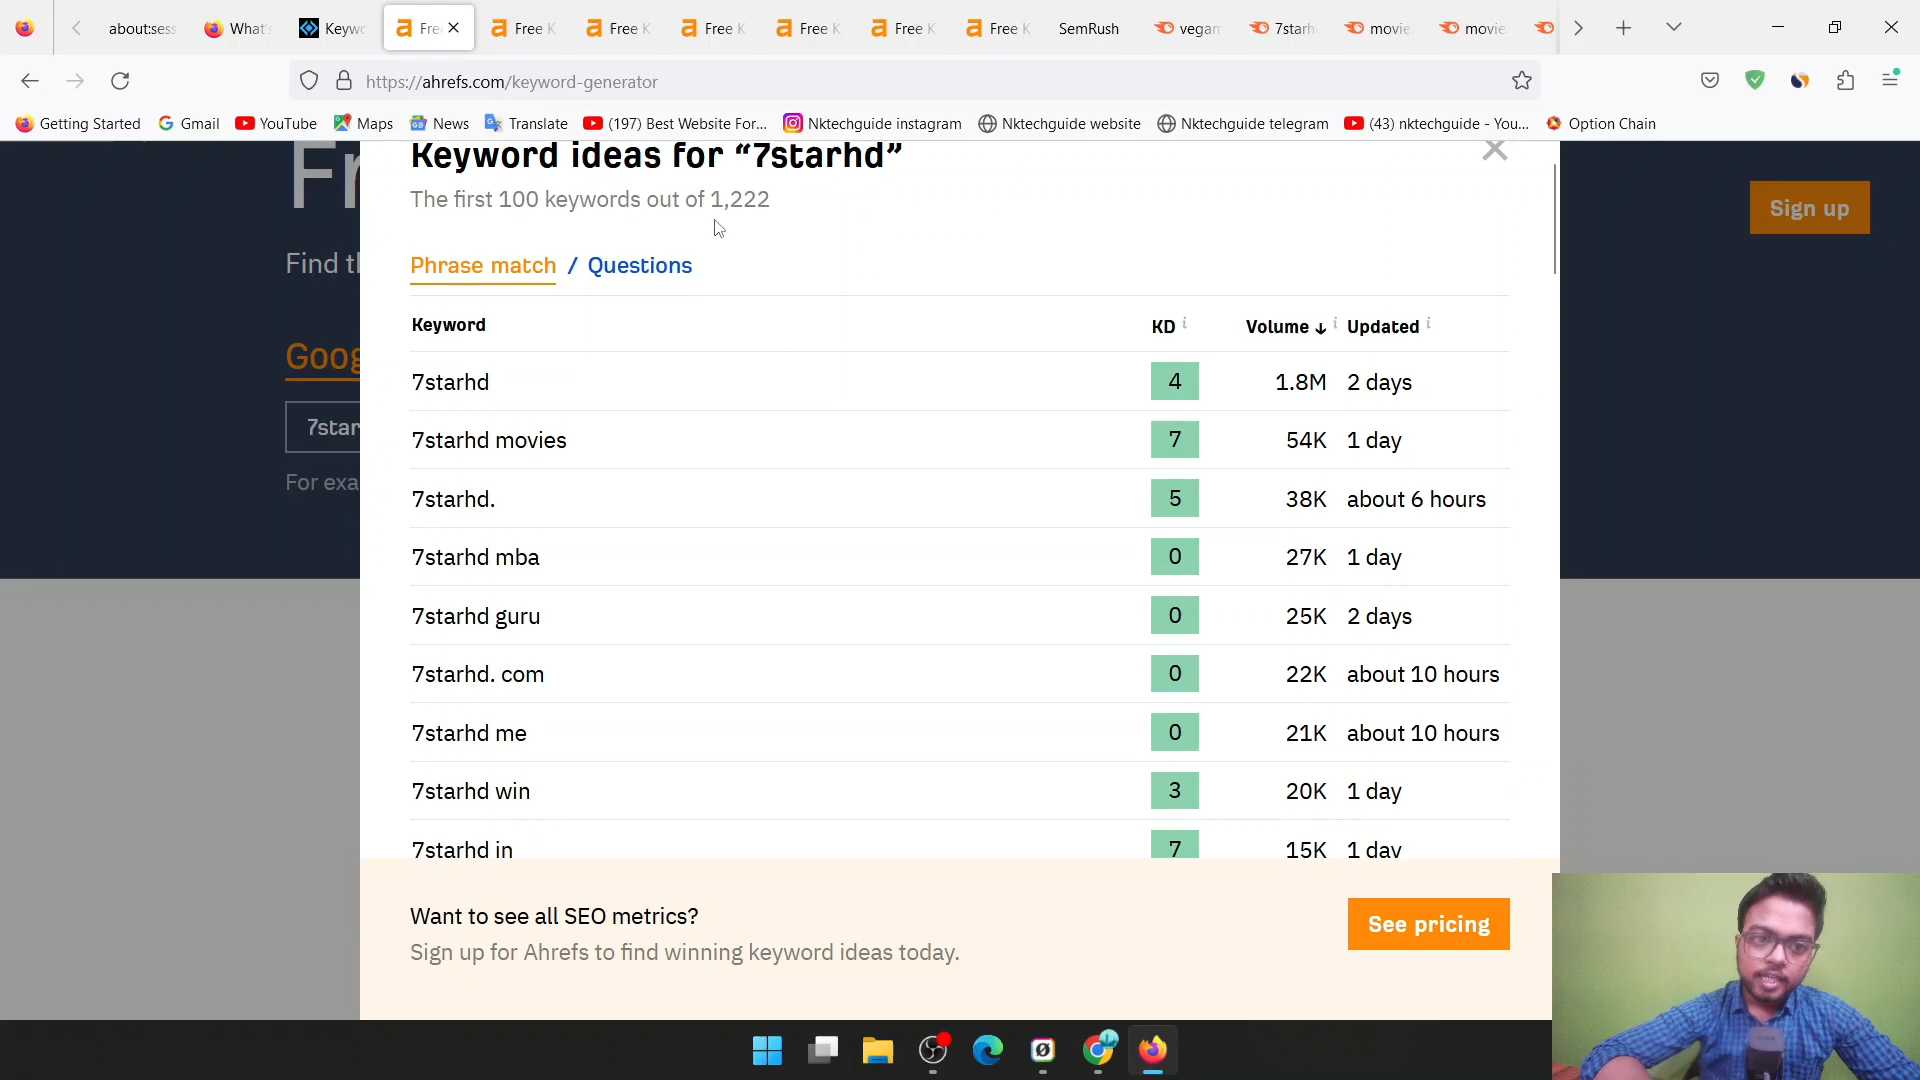 about:sess
What's
Keywo
Fre
Free K
Free K
Free K
Free K
Free K
Free K
SemRush
vegam
7starh
movie
movie
https://ahrefs.com/keyword-generator
Getting Started
Gmail
YouTube
Maps
News
Translate
(197) Best Website For...
Nktechguide instagram
Nktechguide website
Nktechguide telegram
(43) nktechguide - You...
Option Chain
Fr
Sign up
Find th
Goog
7star
For exa
Keyword ideas for “7starhd”
The first 100 keywords out of 1,222
Phrase match / Questions
Keyword KD i Volume ↓ i Updated i
7starhd 4 1.8M 2 days
7starhd movies 7 54K 1 day
7starhd. 5 38K about 6 hours
7starhd mba 0 27K 1 day
7starhd guru 0 25K 2 days
7starhd. com 0 22K about 10 hours
7starhd me 0 21K about 10 hours
7starhd win 3 20K 1 day
7starhd in 7 15K 1 day
Want to see all SEO metrics?
Sign up for Ahrefs to find winning keyword ideas today.
See pricing